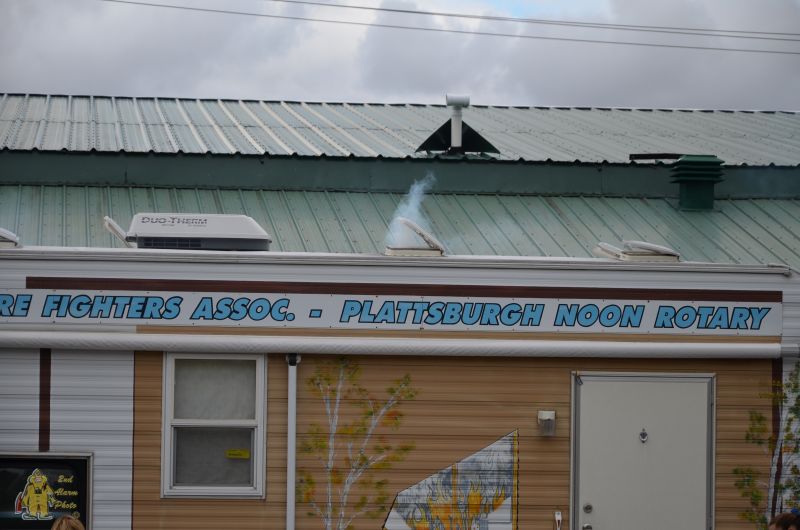 DUO-THERM
RE FIGHTERS ASSOC. - PLATTSBURGH NOON ROTARY
2nd
Alarm
Photo